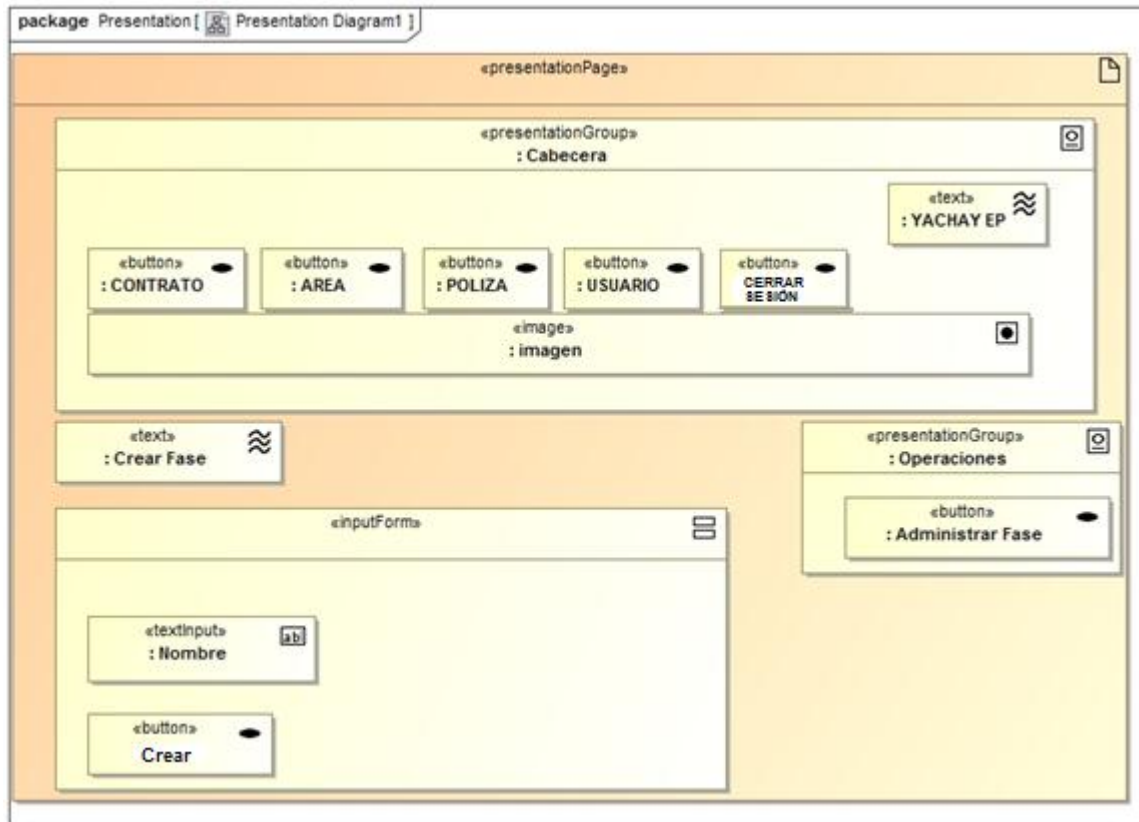 package Presentation [ Presentation Diagram1 ]
«presentationPage»
«presentationGroup»
: Cabecera
«text»
: YACHAY EP
«button»
: CONTRATO
«button»
: AREA
«button»
: POLIZA
«button»
: USUARIO
«button»
CERRAR
SESIÓN
«image»
: imagen
«text»
: Crear Fase
«presentationGroup»
: Operaciones
«button»
: Administrar Fase
«inputForm»
«textInput»
: Nombre
ab
«button»
Crear